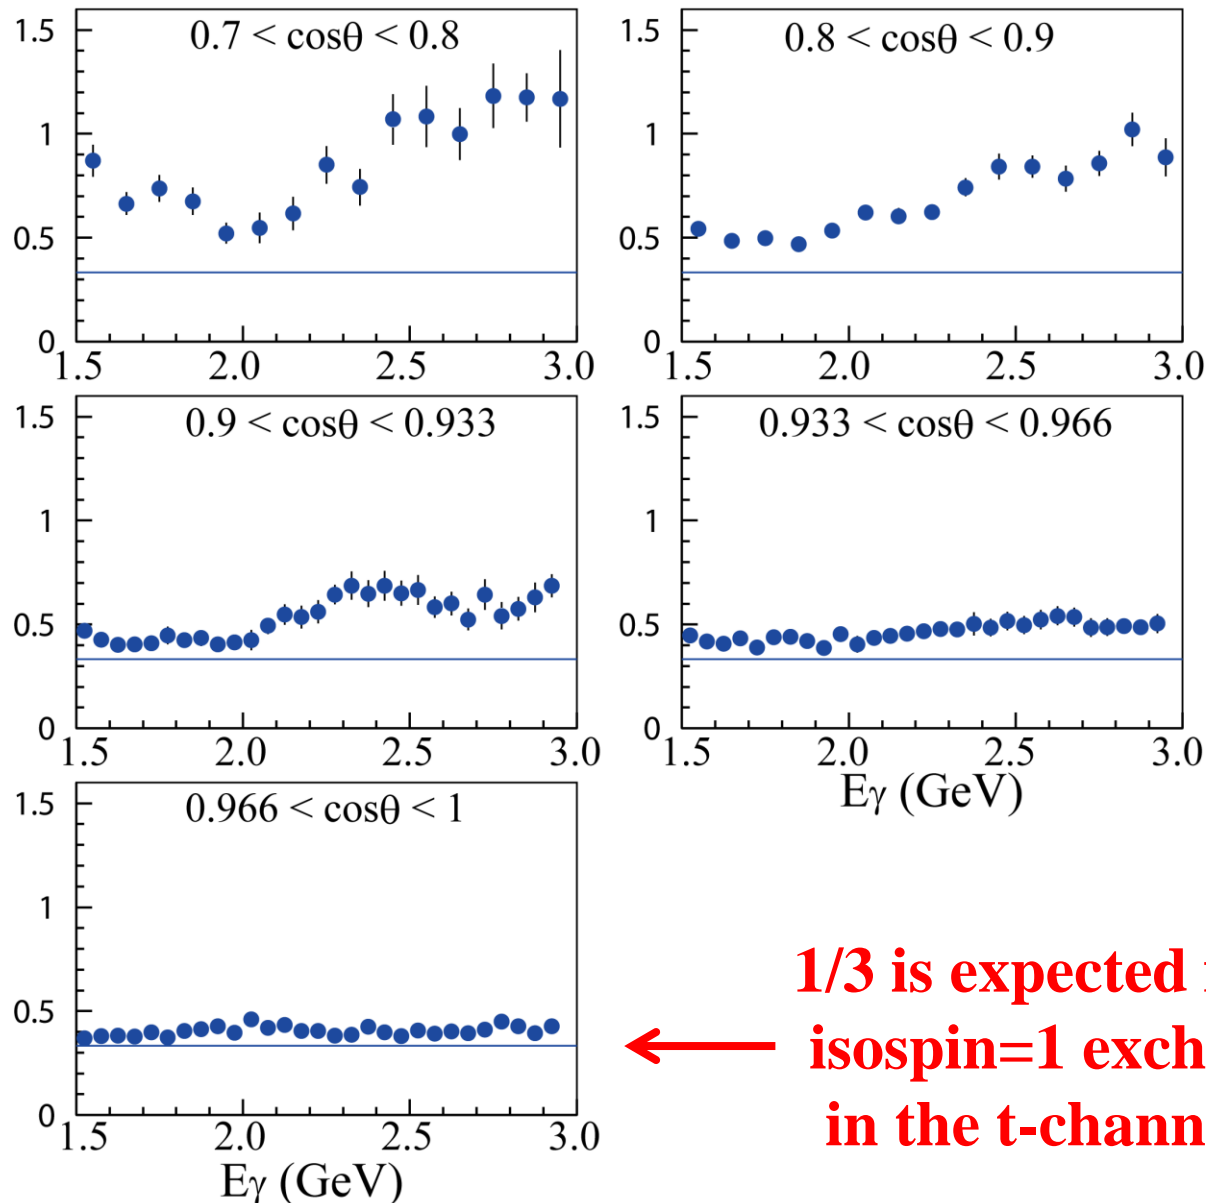 0.7 < cosθ < 0.8
1.5
1
0.5
0
1.5 2.0 2.5 3.0
0.8 < cosθ < 0.9
1.5
1
0.5
0
1.5 2.0 2.5 3.0
0.9 < cosθ < 0.933
1.5
1
0.5
0
1.5 2.0 2.5 3.0
0.933 < cosθ < 0.966
1.5
1
0.5
0
1.5 2.0 2.5 3.0
Eγ (GeV)
0.966 < cosθ < 1
1.5
1
0.5
0
1.5 2.0 2.5 3.0
Eγ (GeV)
1/3 is expected
isospin=1 exch
in the t-chann